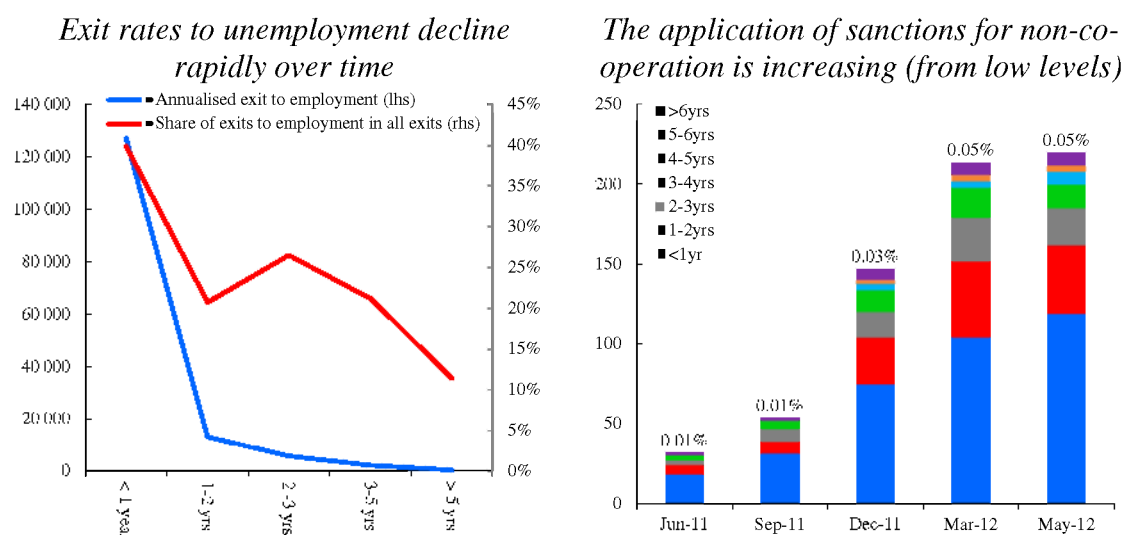 Exit rates to unemployment decline
rapidly over time
140 000
120 000
100 000
80 000
60 000
40 000
20 000
0
Annualised exit to employment (lhs)
Share of exits to employment in all exits (rhs)
45%
40%
35%
30%
25%
20%
15%
10%
5%
0%
< 1 year
1-2 yrs
2 -3 yrs
3-5 yrs
> 5 yrs
The application of sanctions for non-co-
operation is increasing (from low levels)
250
200
150
100
50
0
>6yrs
5-6yrs
4-5yrs
3-4yrs
2-3yrs
1-2yrs
<1yr
0.01%
0.01%
0.03%
0.05%
0.05%
Jun-11
Sep-11
Dec-11
Mar-12
May-12